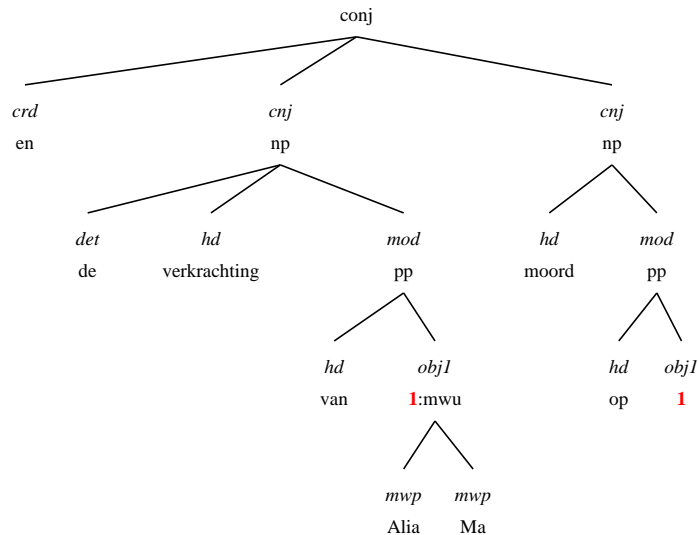 conj
crd cnj cnj
en np np
det hd mod hd mod
de verkrachting pp moord pp
hd obj1 hd obj1
van 1:mwu op 1
mwp mwp
Alia Ma